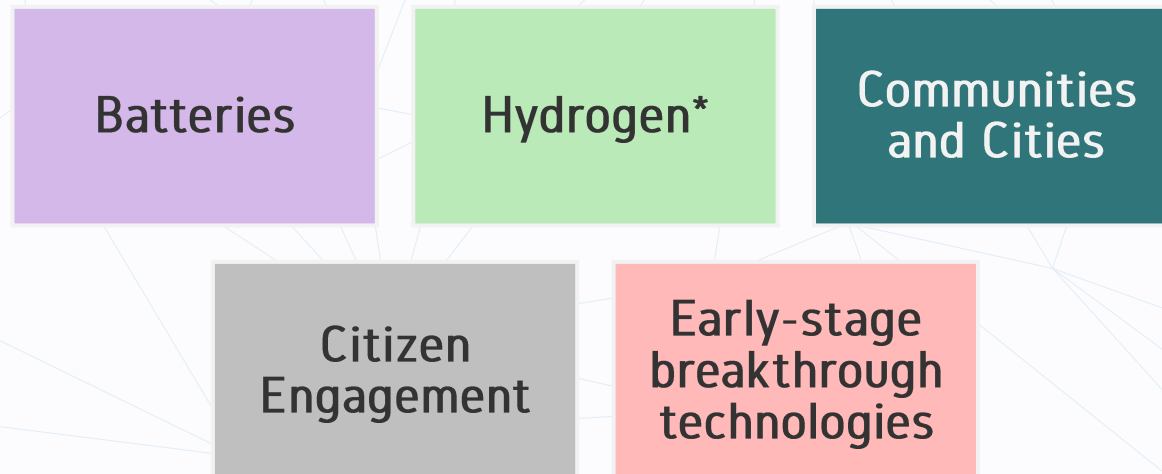 Batteries
Hydrogen*
Communities
and Cities
Citizen
Engagement
Early-stage
breakthrough
technologies